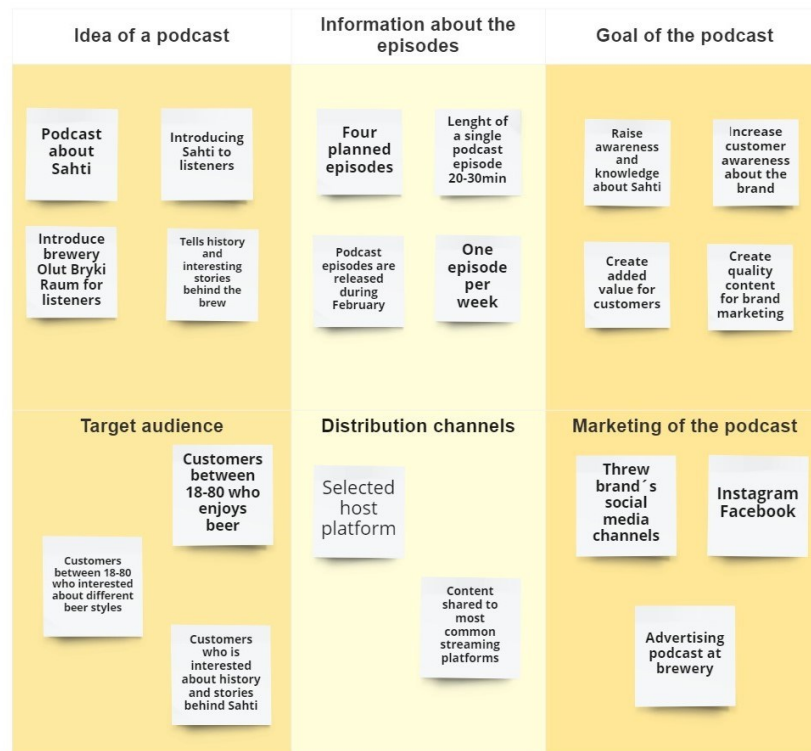 Idea of a podcast
Information about the
episodes
Goal of the podcast
Podcast
about
Sahti
Introducing
Sahti to
listeners
Introduce
brewery
Olut Bryki
Raum for
listeners
Tells history
and
interesting
stories
behind the
brew
Four
planned
episodes
Lenght of
a single
podcast
episode
20-30min
Podcast
episodes are
released
during
February
One
episode
per
week
Raise
awareness
and
knowledge
about Sahti
Increase
customer
awareness
about the
brand
Create
added
value for
customers
Create
quality
content
for brand
marketing
Target audience
Distribution channels
Marketing of the podcast
Customers
between
18-80 who
enjoys
beer
Customers
between 18-80
who interested
about different
beer styles
Customers
who is
interested
about history
and stories
behind Sahti
Selected
host
platform
Content
shared to
most
common
streaming
platforms
Threw
brand´s
social
media
channels
Instagram
Facebook
Advertising
podcast at
brewery